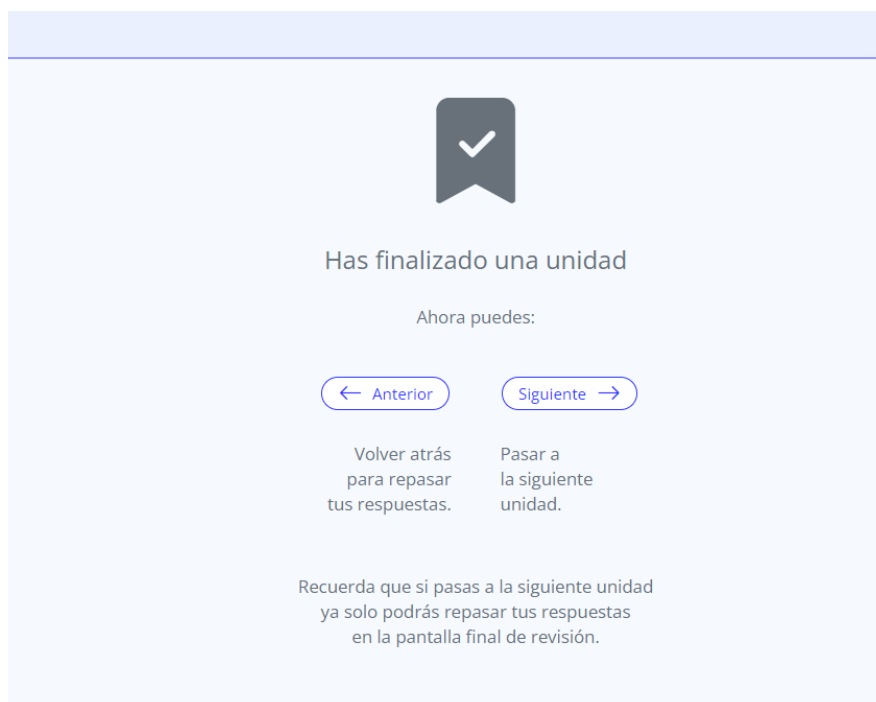 Has finalizado una unidad
Ahora puedes:
← Anterior
Siguiente →
Volver atrás
para repasar
tus respuestas.
Pasar a
la siguiente
unidad.
Recuerda que si pasas a la siguiente unidad
ya solo podrás repasar tus respuestas
en la pantalla final de revisión.